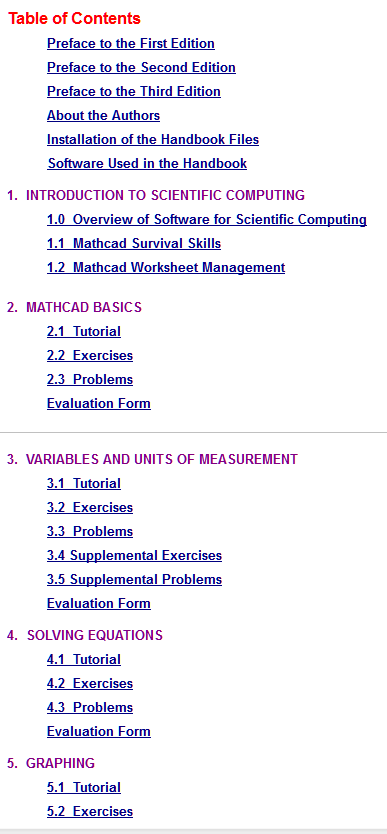 Table of Contents
Preface to the First Edition
Preface to the Second Edition
Preface to the Third Edition
About the Authors
Installation of the Handbook Files
Software Used in the Handbook
1. INTRODUCTION TO SCIENTIFIC COMPUTING
1.0 Overview of Software for Scientific Computing
1.1 Mathcad Survival Skills
1.2 Mathcad Worksheet Management
2. MATHCAD BASICS
2.1 Tutorial
2.2 Exercises
2.3 Problems
Evaluation Form
3. VARIABLES AND UNITS OF MEASUREMENT
3.1 Tutorial
3.2 Exercises
3.3 Problems
3.4 Supplemental Exercises
3.5 Supplemental Problems
Evaluation Form
4. SOLVING EQUATIONS
4.1 Tutorial
4.2 Exercises
4.3 Problems
Evaluation Form
5. GRAPHING
5.1 Tutorial
5.2 Exercises